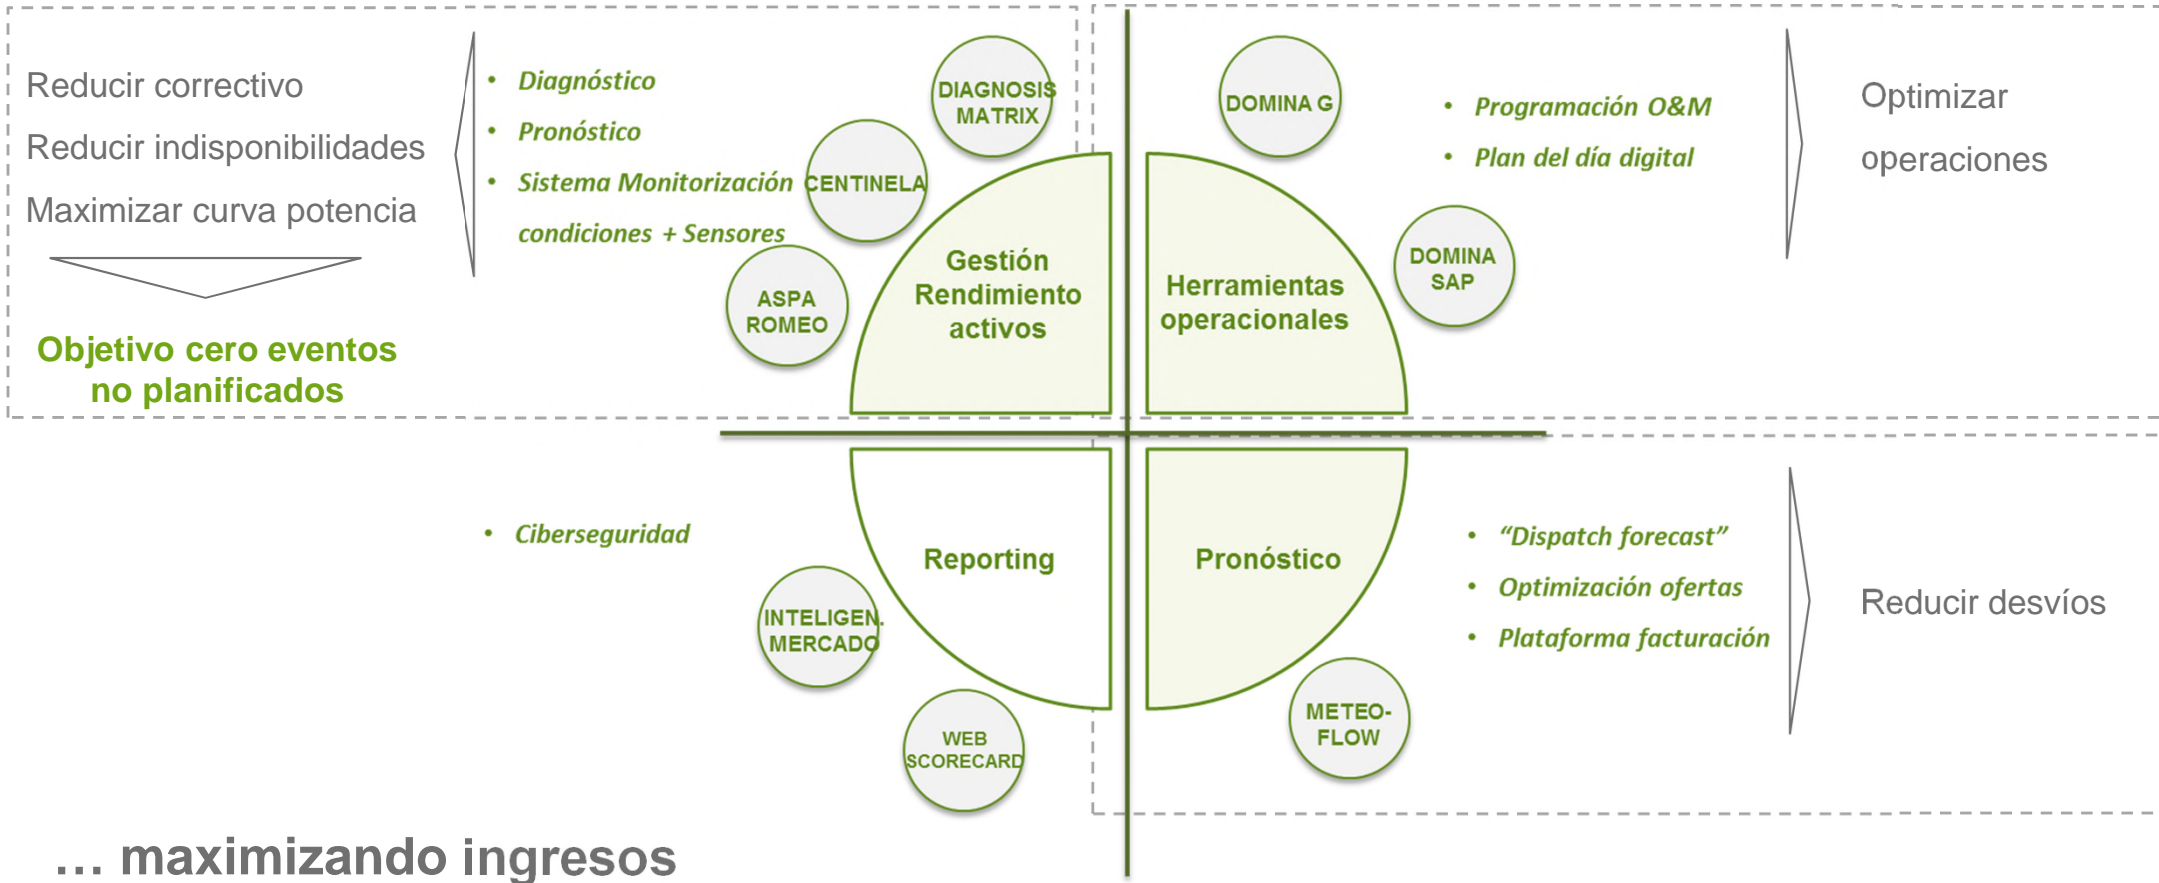 Reducir correctivo
Reducir indisponibilidades
Maximizar curva potencia
Objetivo cero eventos
no planificados
• Diagnóstico
• Pronóstico
• Sistema Monitorización
condiciones + Sensores
DIAGNOSIS
MATRIX
CENTINELA
ASPA
ROMEO
Gestión
Rendimiento
activos
DOMINA G
DOMINA
SAP
Herramientas
operacionales
• Programación O&M
• Plan del día digital
Optimizar
operaciones
• Ciberseguridad
INTELIGEN.
MERCADO
WEB
SCORECARD
Reporting
Pronóstico
METEO-
FLOW
• “Dispatch forecast”
• Optimización ofertas
• Plataforma facturación
Reducir desvíos
... maximizando ingresos